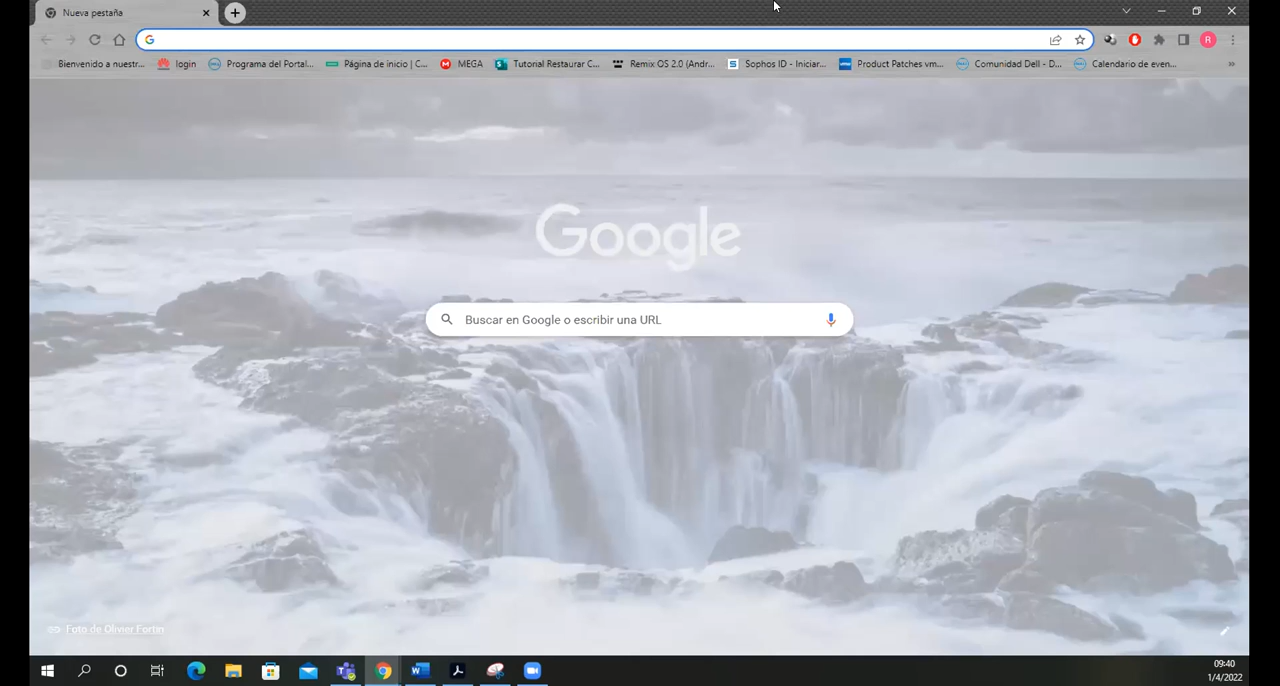 Nueva pestaña
Bienvenido a nuestr... login Programa del Portal... Página de inicio | C... MEGA Tutorial Restaurar C... Remix OS 2.0 (Andr... Sophos ID - Iniciar... Product Patches vm... Comunidad Dell - D... Calendario de even...
Google
Buscar en Google o escribir una URL
Foto de Olivier Fortin
09:40
1/4/2022